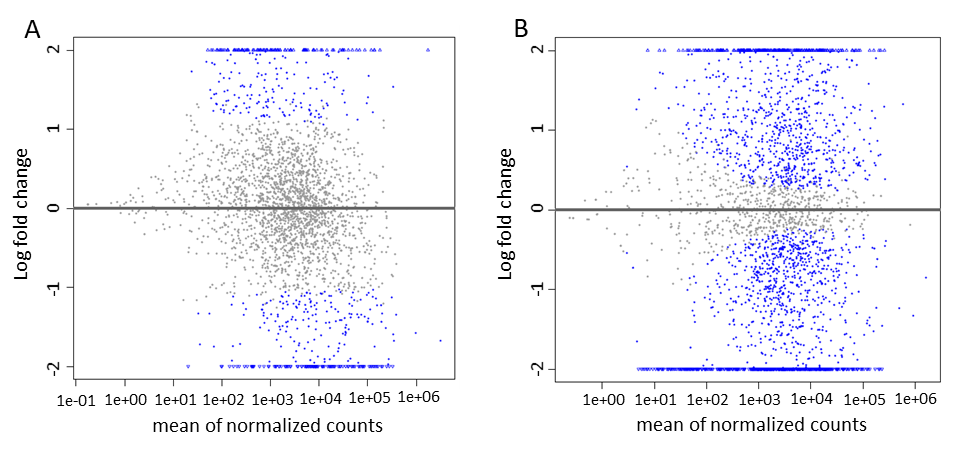 A
2
1
0
-1
-2
Log fold change
1e-01 1e+00 1e+01 1e+02 1e+03 1e+04 1e+05 1e+06
mean of normalized counts
B
2
1
0
-1
-2
Log fold change
1e+00 1e+01 1e+02 1e+03 1e+04 1e+05 1e+06
mean of normalized counts